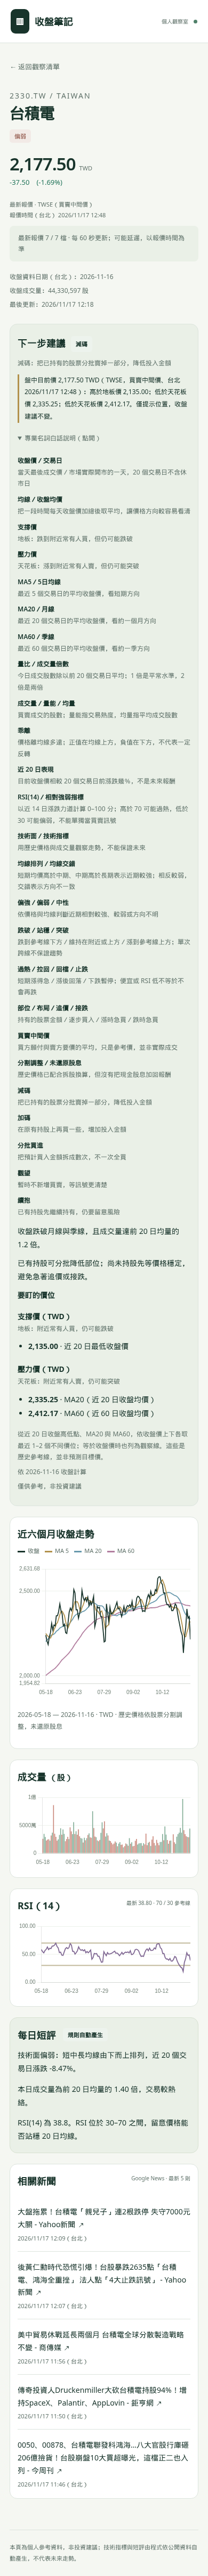 收盤筆記
個人觀察室
← 返回觀察清單
2330.TW / TAIWAN
台積電
偏弱
2,177.50 TWD
-37.50 (-1.69%)
最新報價 · TWSE（買賣中間價）
報價時間（台北） 2026/11/17 12:48
最新報價 7 / 7 檔 · 每 60 秒更新；可能延遲，以報價時間為
準
收盤資料日期（台北）: 2026-11-16
收盤成交量: 44,330,597 股
最後更新: 2026/11/17 12:18
下一步建議 減碼
減碼：把已持有的股票分批賣掉一部分，降低投入金額
盤中目前價 2,177.50 TWD（TWSE，買賣中間價、台北
2026/11/17 12:48）: 高於地板價 2,135.00；低於天花板
價 2,335.25；低於天花板價 2,412.17。僅提示位置，收盤
建議不變。
▼ 專業名詞白話說明（點開）
收盤價 / 交易日
當天最後成交價 / 市場實際開市的一天，20 個交易日不含休
市日
均線 / 收盤均價
把一段時間每天收盤價加總後取平均，讓價格方向較容易看清
支撐價
地板：跌到附近常有人買，但仍可能跌破
壓力價
天花板：漲到附近常有人賣，但仍可能突破
MA5 / 5日均線
最近 5 個交易日的平均收盤價，看短期方向
MA20 / 月線
最近 20 個交易日的平均收盤價，看約一個月方向
MA60 / 季線
最近 60 個交易日的平均收盤價，看約一季方向
量比 / 成交量倍數
今日成交股數除以前 20 個交易日平均；1 倍是平常水準，2
倍是兩倍
成交量 / 量能 / 均量
買賣成交的股數；量能指交易熱度，均量指平均成交股數
乖離
價格離均線多遠；正值在均線上方，負值在下方，不代表一定
反轉
近 20 日表現
目前收盤價相較 20 個交易日前漲跌幾%，不是未來報酬
RSI(14) / 相對強弱指標
以近 14 日漲跌力道計算 0–100 分；高於 70 可能過熱，低於
30 可能偏弱，不能單獨當買賣訊號
技術面 / 技術指標
用歷史價格與成交量觀察走勢，不能保證未來
均線排列 / 均線交錯
短期均價高於中期、中期高於長期表示近期較強；相反較弱，
交錯表示方向不一致
偏強 / 偏弱 / 中性
依價格與均線判斷近期相對較強、較弱或方向不明
跌破 / 站穩 / 突破
跌到參考線下方 / 維持在附近或上方 / 漲到參考線上方；單次
跨線不保證趨勢
過熱 / 拉回 / 回檔 / 止跌
短期漲得急 / 漲後回落 / 下跌暫停；便宜或 RSI 低不等於不
會再跌
部位 / 布局 / 追價 / 接跌
持有的股票金額 / 逐步買入 / 漲時急買 / 跌時急買
買賣中間價
買方願付與賣方要價的平均，只是參考價，並非實際成交
分割調整 / 未還原股息
歷史價格已配合拆股換算，但沒有把現金股息加回報酬
減碼
把已持有的股票分批賣掉一部分，降低投入金額
加碼
在原有持股上再買一些，增加投入金額
分批買進
把預計買入金額拆成數次，不一次全買
觀望
暫時不新增買賣，等訊號更清楚
續抱
已有持股先繼續持有，仍要留意風險
收盤跌破月線與季線，且成交量達前 20 日均量的
1.2 倍。
已有持股可分批降低部位；尚未持股先等價格穩定，
避免急著追價或接跌。
要盯的價位
支撐價（TWD）
地板：附近常有人買，仍可能跌破
• 2,135.00 · 近 20 日最低收盤價
壓力價（TWD）
天花板：附近常有人賣，仍可能突破
• 2,335.25 · MA20（近 20 日收盤均價）
• 2,412.17 · MA60（近 60 日收盤均價）
從近 20 日收盤高低點、MA20 與 MA60，依收盤價上下各取
最近 1–2 個不同價位；等於收盤價時也列為觀察線。這些是
歷史參考線，並非預測目標價。
依 2026-11-16 收盤計算
僅供參考，非投資建議
近六個月收盤走勢
收盤 MA 5 MA 20 MA 60
2,631.68
2,500.00
2,000.00
1,954.82
05-18 06-23 07-29 09-02 10-12
2026-05-18 — 2026-11-16 · TWD · 歷史價格依股票分割調
整，未還原股息
成交量（股）
1億
5000萬
0
05-18 06-23 07-29 09-02 10-12
RSI（14）
最新 38.80 · 70 / 30 參考線
100.00
50.00
0.00
05-18 06-23 07-29 09-02 10-12
每日短評 規則自動產生
技術面偏弱：短中長均線由下而上排列，近 20 個交
易日漲跌 -8.47%。
本日成交量為前 20 日均量的 1.40 倍，交易較熱
絡。
RSI(14) 為 38.8。RSI 位於 30–70 之間，留意價格能
否站穩 20 日均線。
相關新聞
Google News · 最新 5 則
大盤拖累！台積電「親兒子」連2根跌停 失守7000元
大關 - Yahoo新聞 ↗
2026/11/17 12:09（台北）
後黃仁勳時代恐慌引爆！台股暴跌2635點「台積
電、鴻海全重挫」 法人點「4大止跌訊號」 - Yahoo
新聞 ↗
2026/11/17 12:07（台北）
美中貿易休戰延長兩個月 台積電全球分散製造戰略
不變 - 商傳媒 ↗
2026/11/17 11:56（台北）
傳奇投資人Druckenmiller大砍台積電持股94%！增
持SpaceX、Palantir、AppLovin - 鉅亨網 ↗
2026/11/17 11:50（台北）
0050、00878、台積電聯發科鴻海…八大官股行庫砸
206億撿貨！台股崩盤10大買超曝光，這檔正二也入
列 - 今周刊 ↗
2026/11/17 11:46（台北）
本頁為個人參考資料，非投資建議；技術指標與短評由程式依公開資料自
動產生，不代表未來走勢。